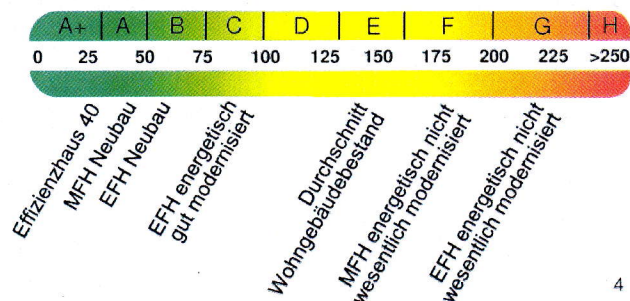 A+ A B C D E F G H
0 25 50 75 100 125 150 175 200 225 >250
Effizienzhaus 40
MFH Neubau
EFH Neubau
EFH energetisch
gut modernisiert
Durchschnitt
Wohngebäudebestand
MFH energetisch nicht
wesentlich modernisiert
EFH energetisch nicht
wesentlich modernisiert
4